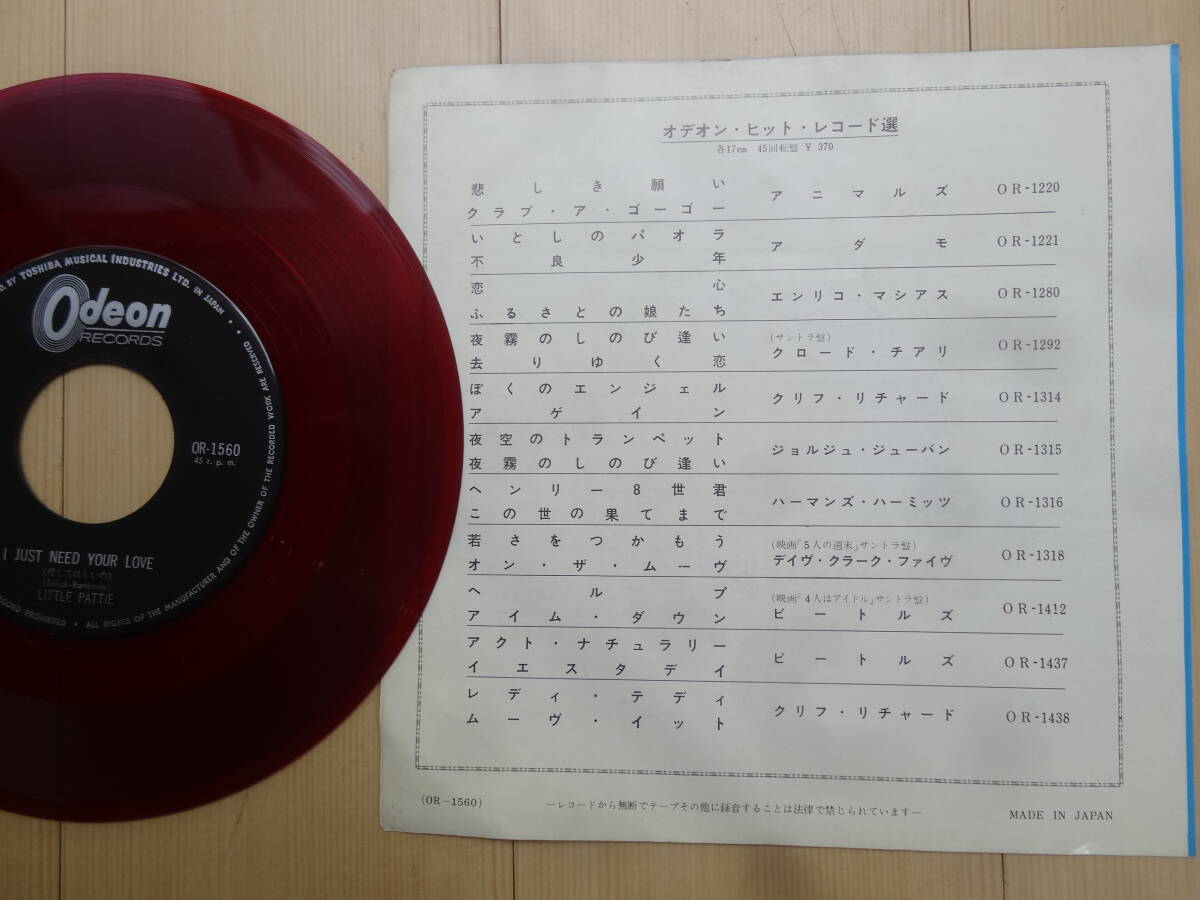 D. BY TOSHIBA MUSICAL INDUSTRIES LTD. IN JAPAN
Odeon
RECORDS
OR-1560
45 r. p. m.
I JUST NEED YOUR LOVE
(愛してほしいの)
LITTLE PATTIE
RECORD PROHIBITED • ALL RIGHTS OF THE MANUFACTURER AND OF THE OWNER OF THE RECORDED WORK ARE RESERVED
オデオン・ヒット・レコード選
各17cm 45回転盤 ¥ 370
悲しき願い
クラブ・ア・ゴーゴー
アニマルズ OR-1220
いとしのパオラ
不良少年
アダモ OR-1221
恋心
ふるさとの娘たち
エンリコ・マシアス OR-1280
夜霧のしのび逢い
去りゆく恋
(サントラ盤)
クロード・チアリ OR-1292
ぼくのエンジェル
アゲイン
クリフ・リチャード OR-1314
夜空のトランペット
夜霧のしのび逢い
ジョルジュ・ジューバン OR-1315
ヘンリー8世君
この世の果てまで
ハーマンズ・ハーミッツ OR-1316
若さをつかもう
オン・ザ・ムーヴ
(映画「5人の週末」サントラ盤)
デイヴ・クラーク・ファイヴ OR-1318
ヘルプ
アイム・ダウン
(映画「4人はアイドル」サントラ盤)
ビートルズ OR-1412
アクト・ナチュラリー
イエスタデイ
ビートルズ OR-1437
レディ・テディ
ムーヴ・イット
クリフ・リチャード OR-1438
(OR-1560)
―レコードから無断でテープその他に録音することは法律で禁じられています―
MADE IN JAPAN